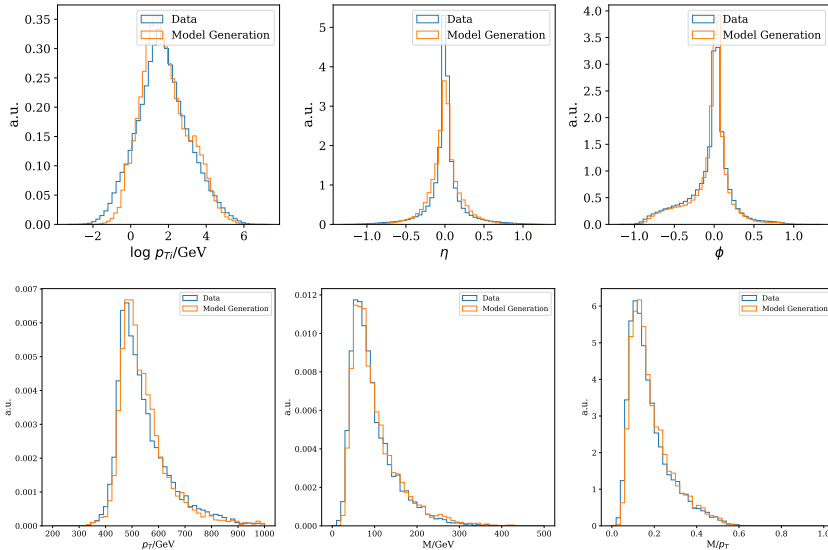 0.35
0.30
0.25
0.20
0.15
0.10
0.05
0.00
a.u.
Data
Model Generation
−2 0 2 4 6
log pTi/GeV
5
4
3
2
1
0
a.u.
Data
Model Generation
−1.0 −0.5 0.0 0.5 1.0
η
4.0
3.5
3.0
2.5
2.0
1.5
1.0
0.5
0.0
a.u.
Data
Model Generation
−1.0 −0.5 0.0 0.5 1.0
ϕ
0.007
0.006
0.005
0.004
0.003
0.002
0.001
0.000
a.u.
Data
Model Generation
200 300 400 500 600 700 800 900 1000
pT/GeV
0.012
0.010
0.008
0.006
0.004
0.002
0.000
a.u.
Data
Model Generation
0 100 200 300 400 500
M/GeV
6
5
4
3
2
1
0
a.u.
Data
Model Generation
0.0 0.2 0.4 0.6 0.8 1.0
M/pT